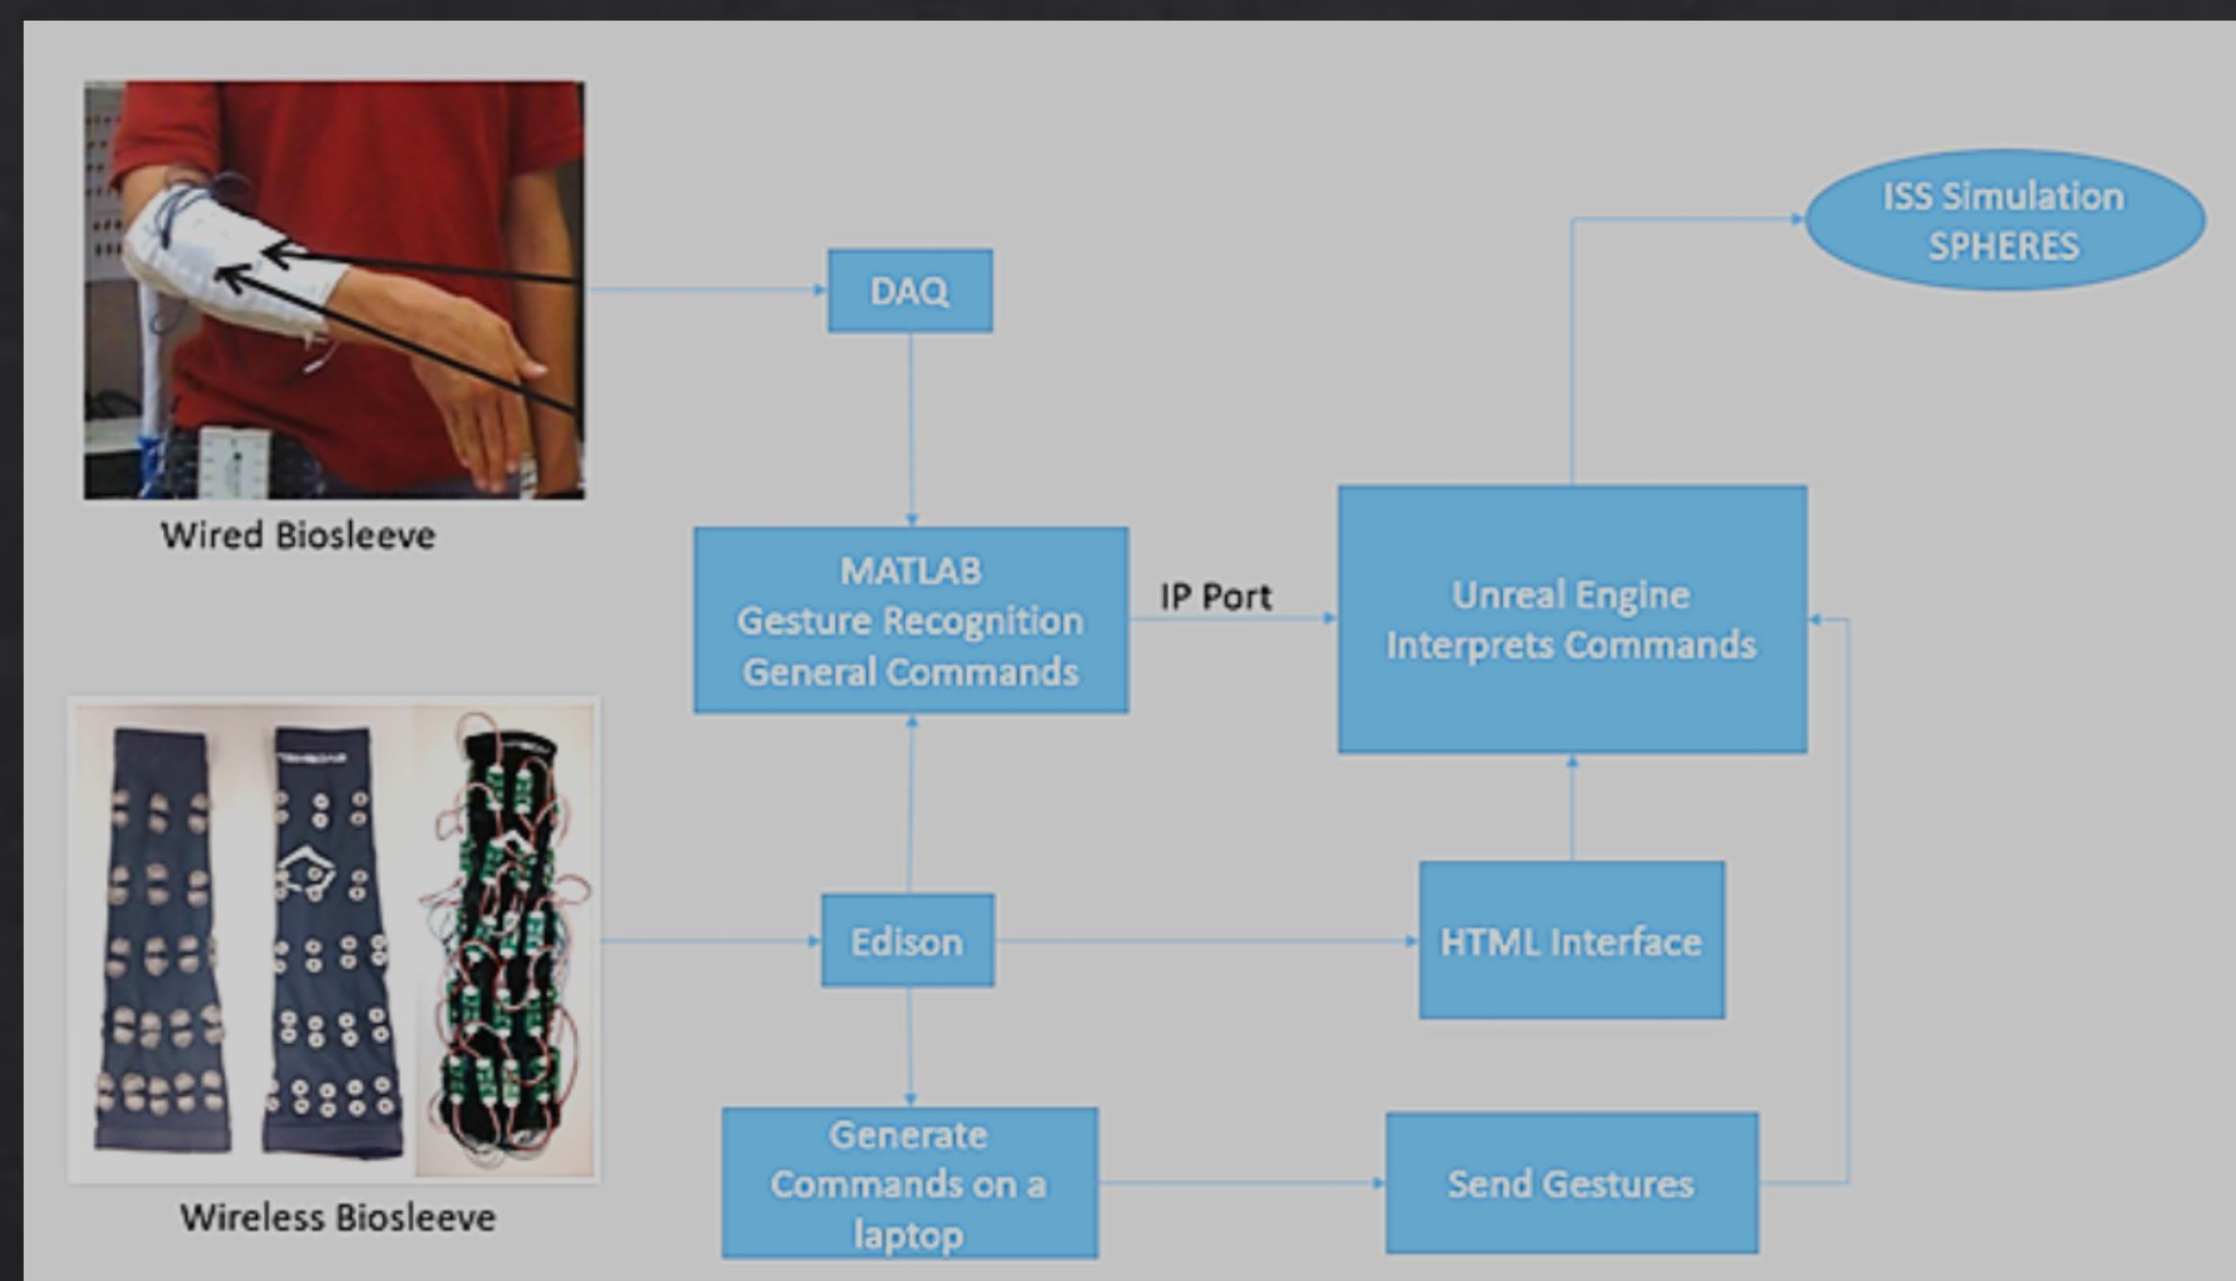 Wired Biosleeve
DAQ
ISS Simulation
SPHERES
MATLAB
Gesture Recognition
General Commands
IP Port
Unreal Engine
Interprets Commands
Wireless Biosleeve
Edison
HTML Interface
Generate
Commands on a
laptop
Send Gestures